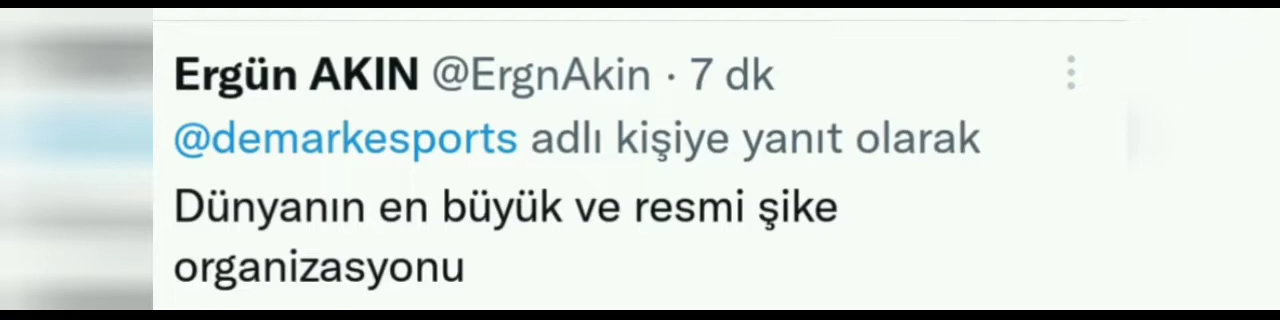 Ergün AKIN @ErgnAkin · 7 dk
@demarkesports adlı kişiye yanıt olarak
Dünyanın en büyük ve resmi şike
organizasyonu